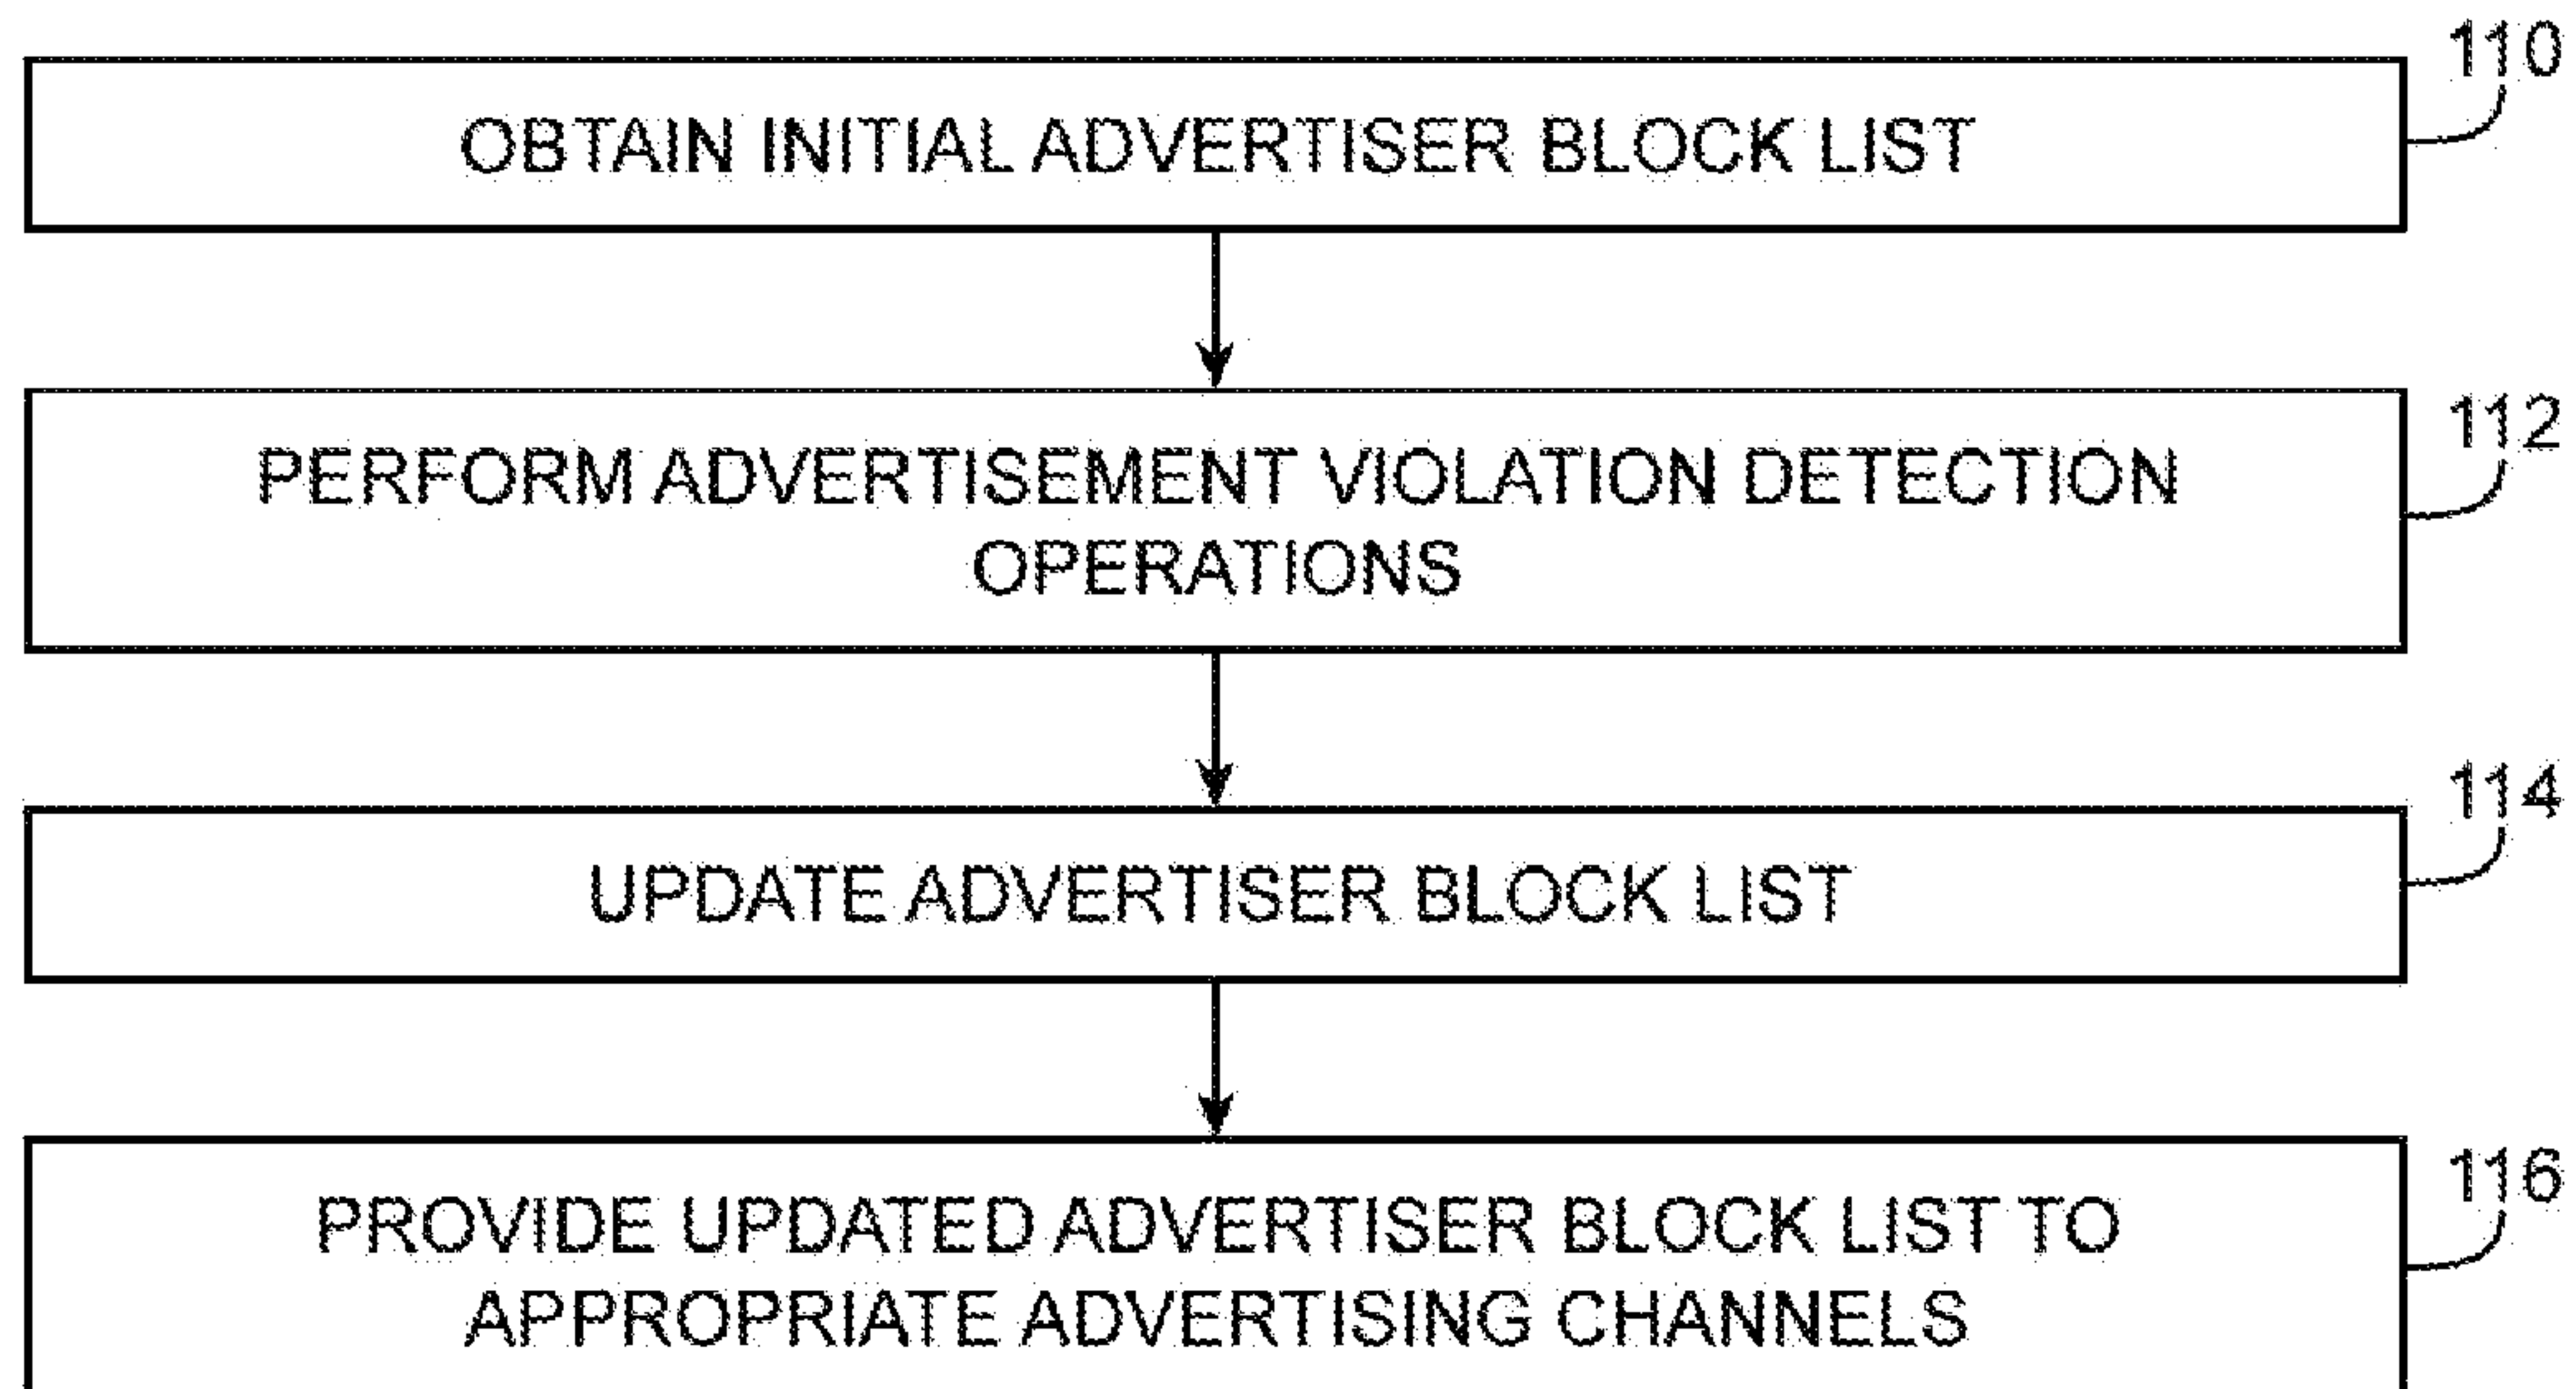 110
OBTAIN INITIAL ADVERTISER BLOCK LIST
112
PERFORM ADVERTISEMENT VIOLATION DETECTION
OPERATIONS
114
UPDATE ADVERTISER BLOCK LIST
116
PROVIDE UPDATED ADVERTISER BLOCK LIST TO
APPROPRIATE ADVERTISING CHANNELS